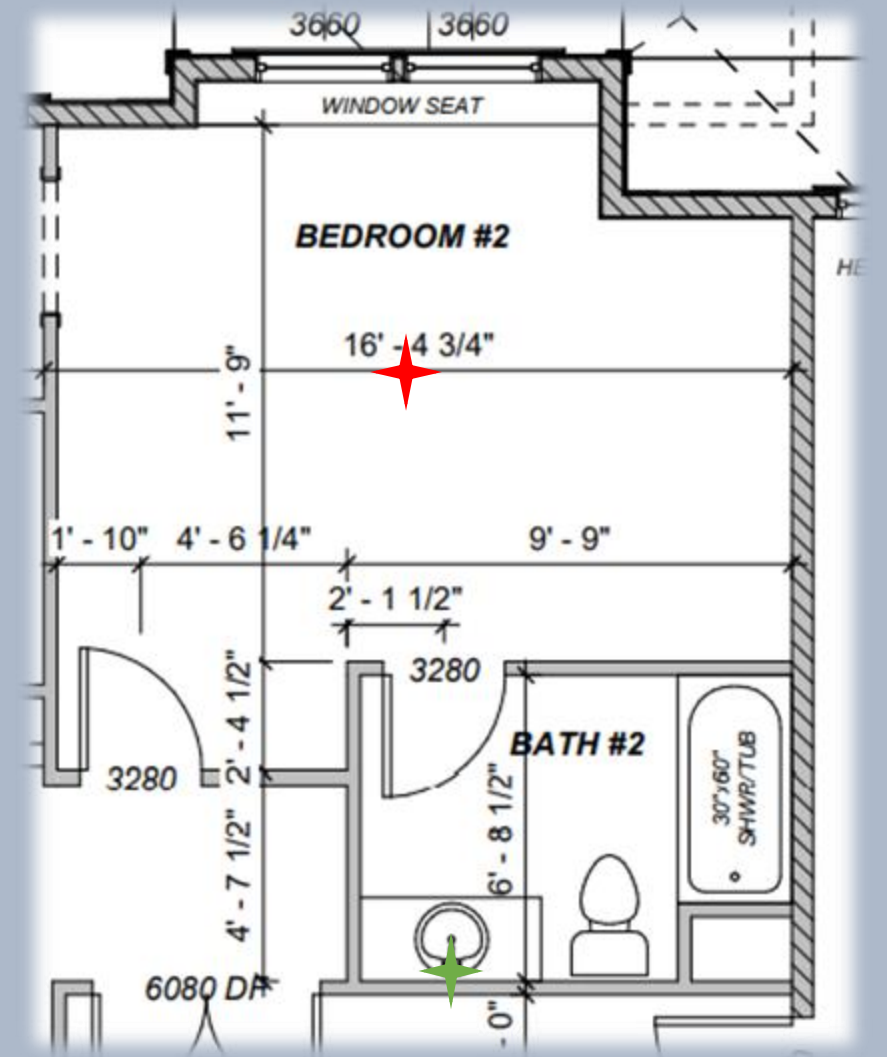 3660 3660
WINDOW SEAT
BEDROOM #2
16' - 4 3/4"
11' - 9"
1' - 10" 4' - 6 1/4" 9' - 9"
2' - 1 1/2"
3280
2' - 4 1/2"
BATH #2
3280
30"x60"
SHWR/TUB
6' - 8 1/2"
4' - 7 1/2"
6080
- 0"